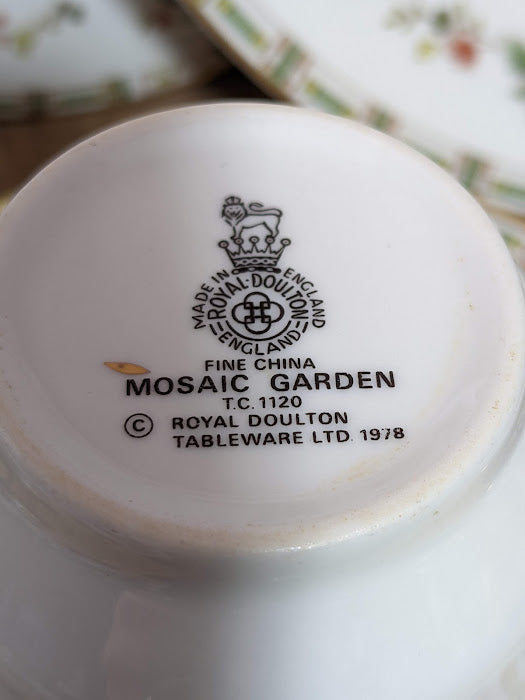 MADE IN ENGLAND
ROYAL·DOULTON
ENGLAND
FINE CHINA
MOSAIC GARDEN
T.C. 1120
© ROYAL DOULTON
TABLEWARE LTD. 1978